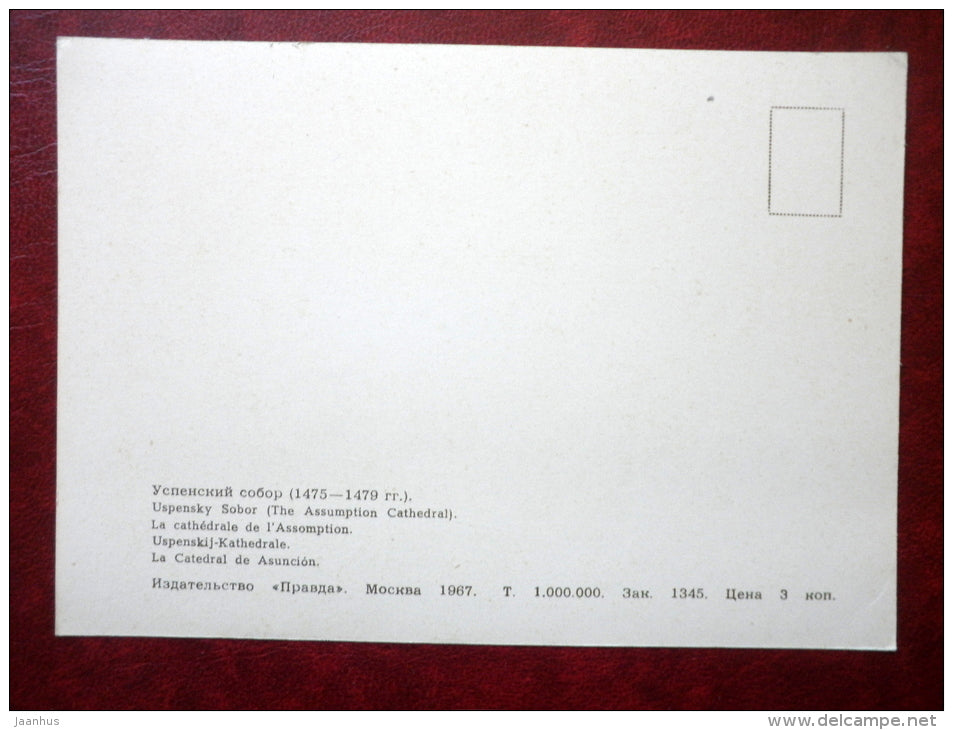 Успенский собор (1475—1479 гг.).
Uspensky Sobor (The Assumption Cathedral).
La cathédrale de l'Assomption.
Uspenskij-Kathedrale.
La Catedral de Asunción.
Издательство «Правда». Москва 1967. Т. 1.000.000. Зак. 1345. Цена 3 коп.
jaanhus
www.delcampe.net